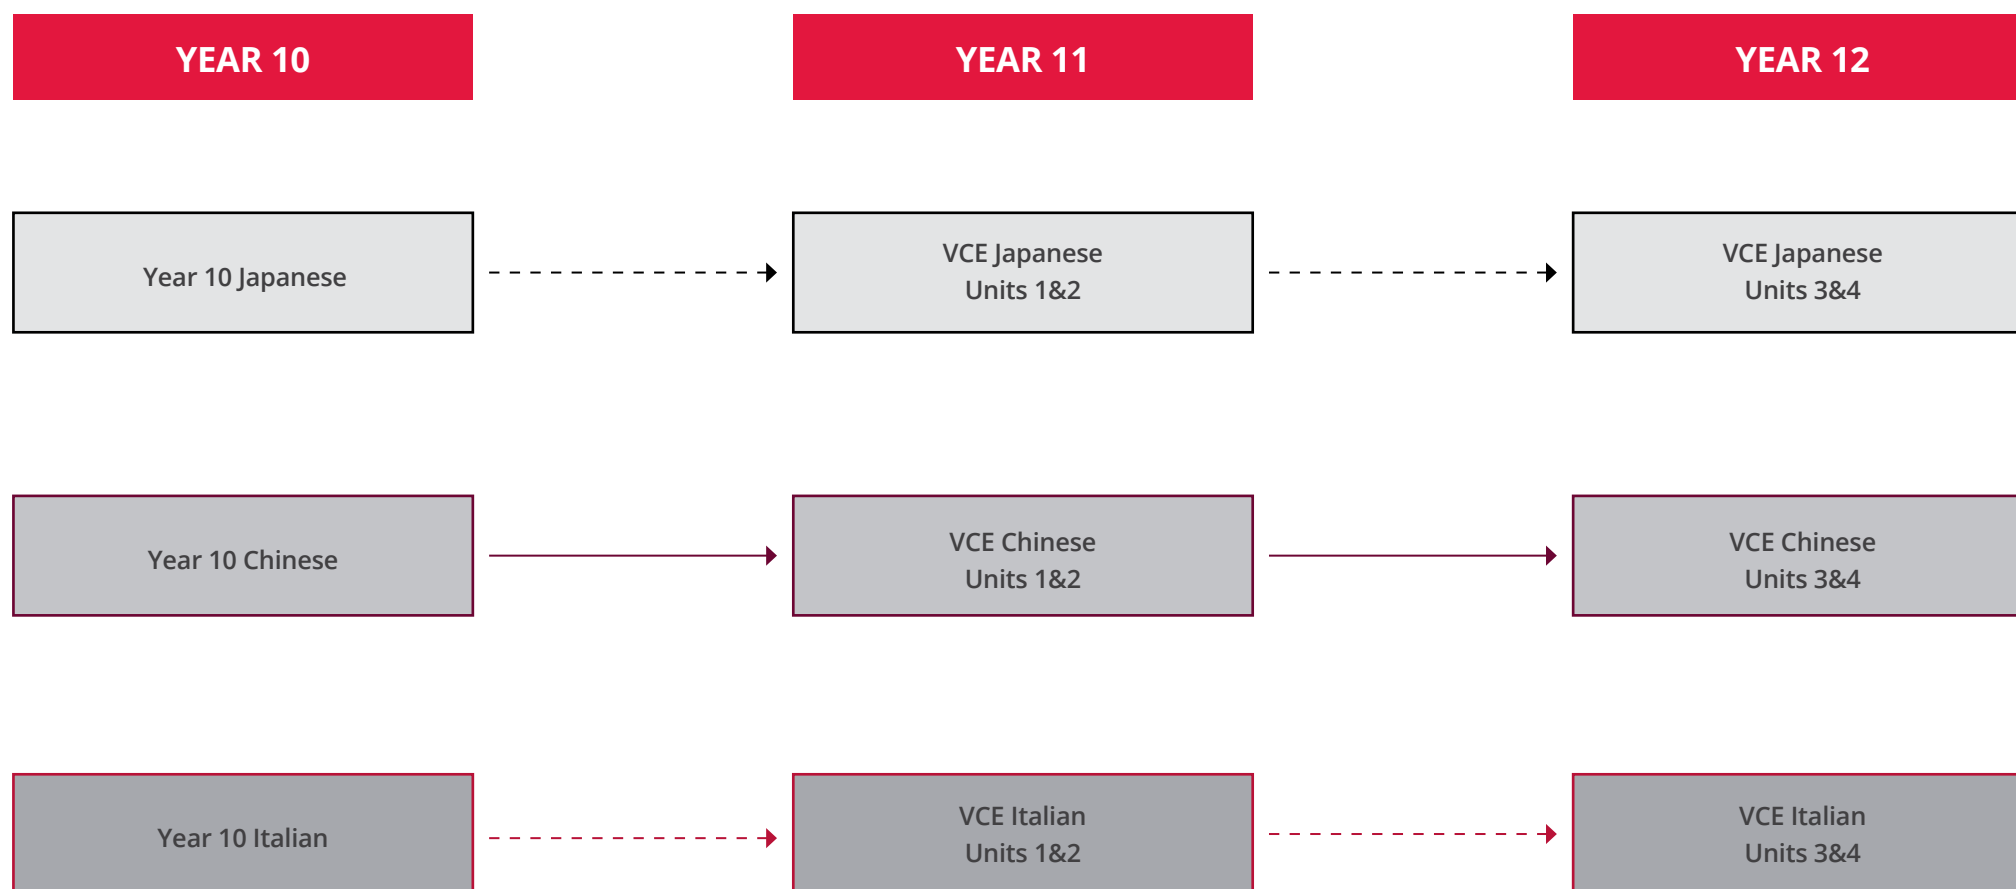 YEAR 10
YEAR 11
YEAR 12
Year 10 Japanese
VCE Japanese
Units 1&2
VCE Japanese
Units 3&4
Year 10 Chinese
VCE Chinese
Units 1&2
VCE Chinese
Units 3&4
Year 10 Italian
VCE Italian
Units 1&2
VCE Italian
Units 3&4